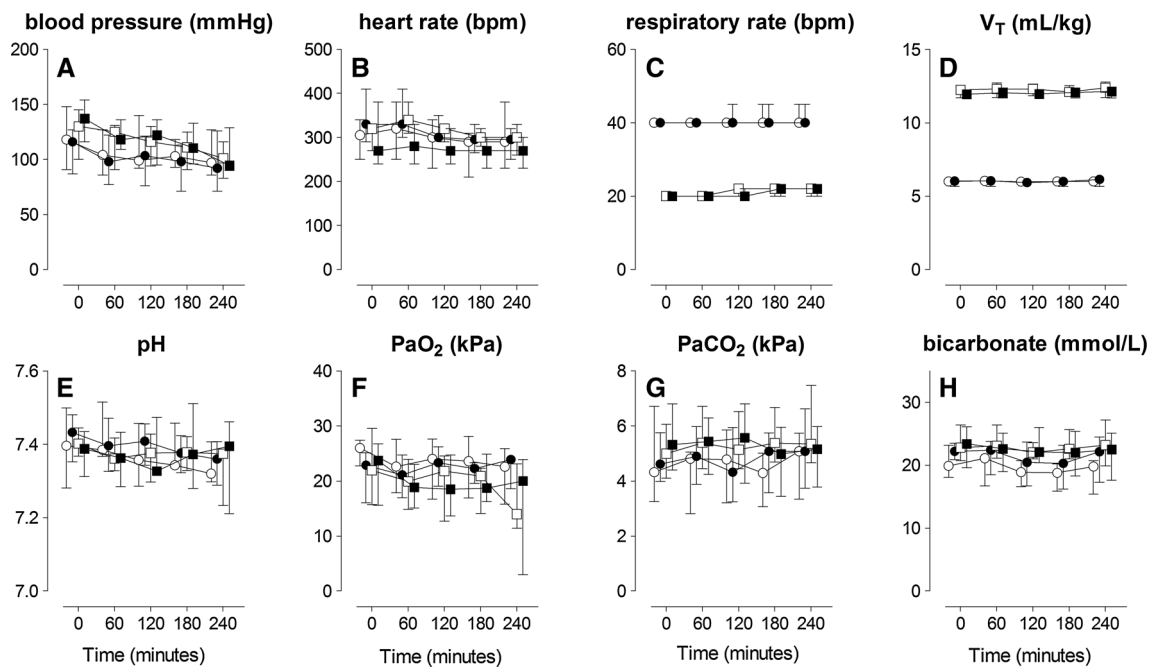 blood pressure (mmHg) heart rate (bpm) respiratory rate (bpm) V_T (mL/kg)
A B C D
200 500 60 15
150 400
100 300 40 10
50 200 20 5
0 100 0 0
0
0 60 120 180 240 0 60 120 180 240 0 60 120 180 240 0 60 120 180 240
pH PaO₂ (kPa) PaCO₂ (kPa) bicarbonate (mmol/L)
E F G H
7.6 40 8 30
7.4 30 6 20
7.2 20 4 10
7.0 10 2 0
0 0
0 60 120 180 240 0 60 120 180 240 0 60 120 180 240 0 60 120 180 240
Time (minutes) Time (minutes) Time (minutes) Time (minutes)